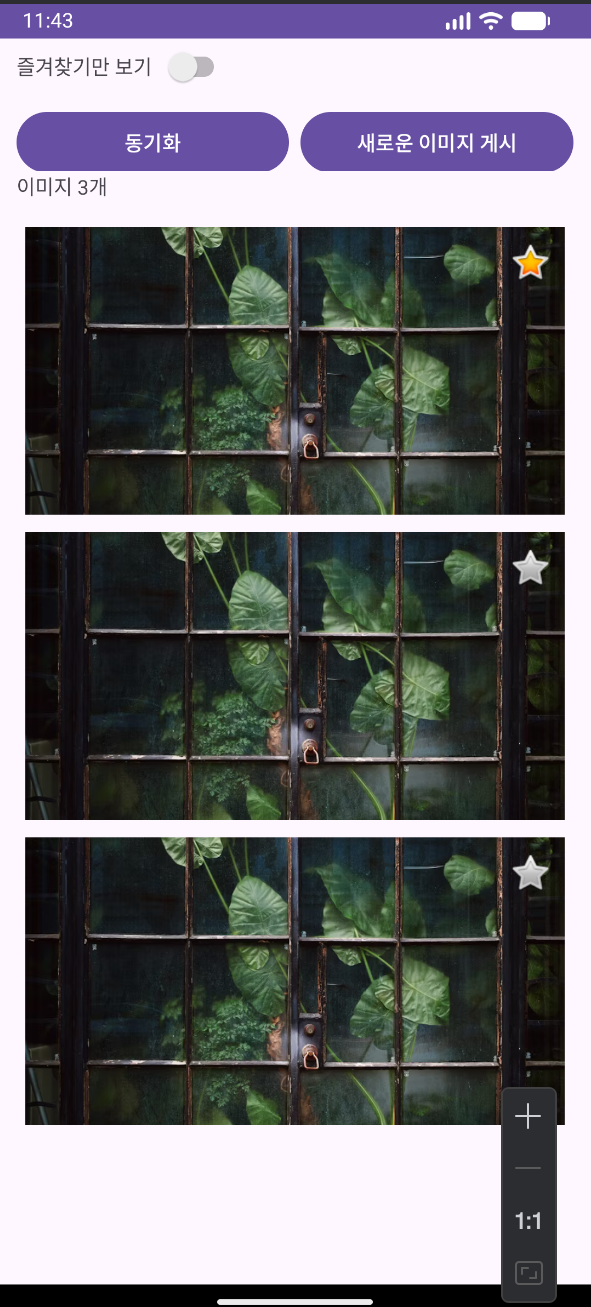 11:43
즐겨찾기만 보기
동기화
새로운 이미지 게시
이미지 3개
1:1